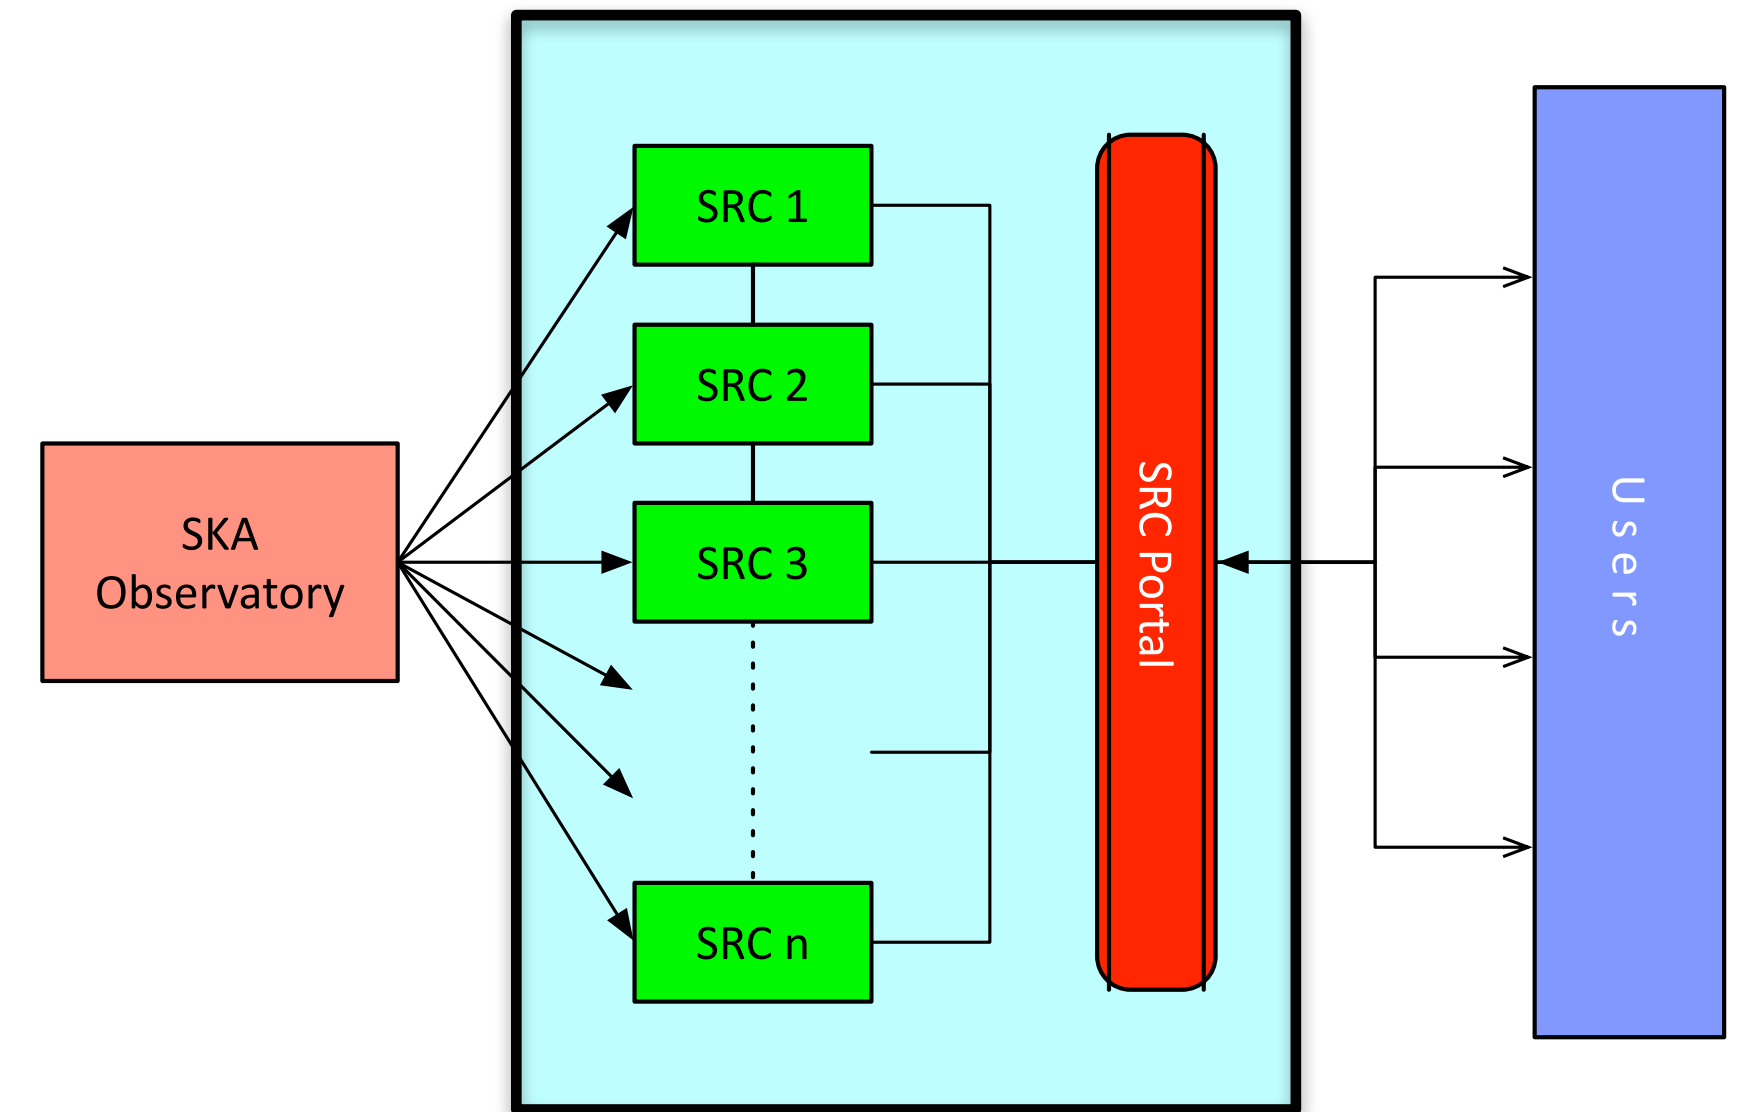 SKA
Observatory
SRC 1
SRC 2
SRC 3
SRC n
SRC Portal
Users